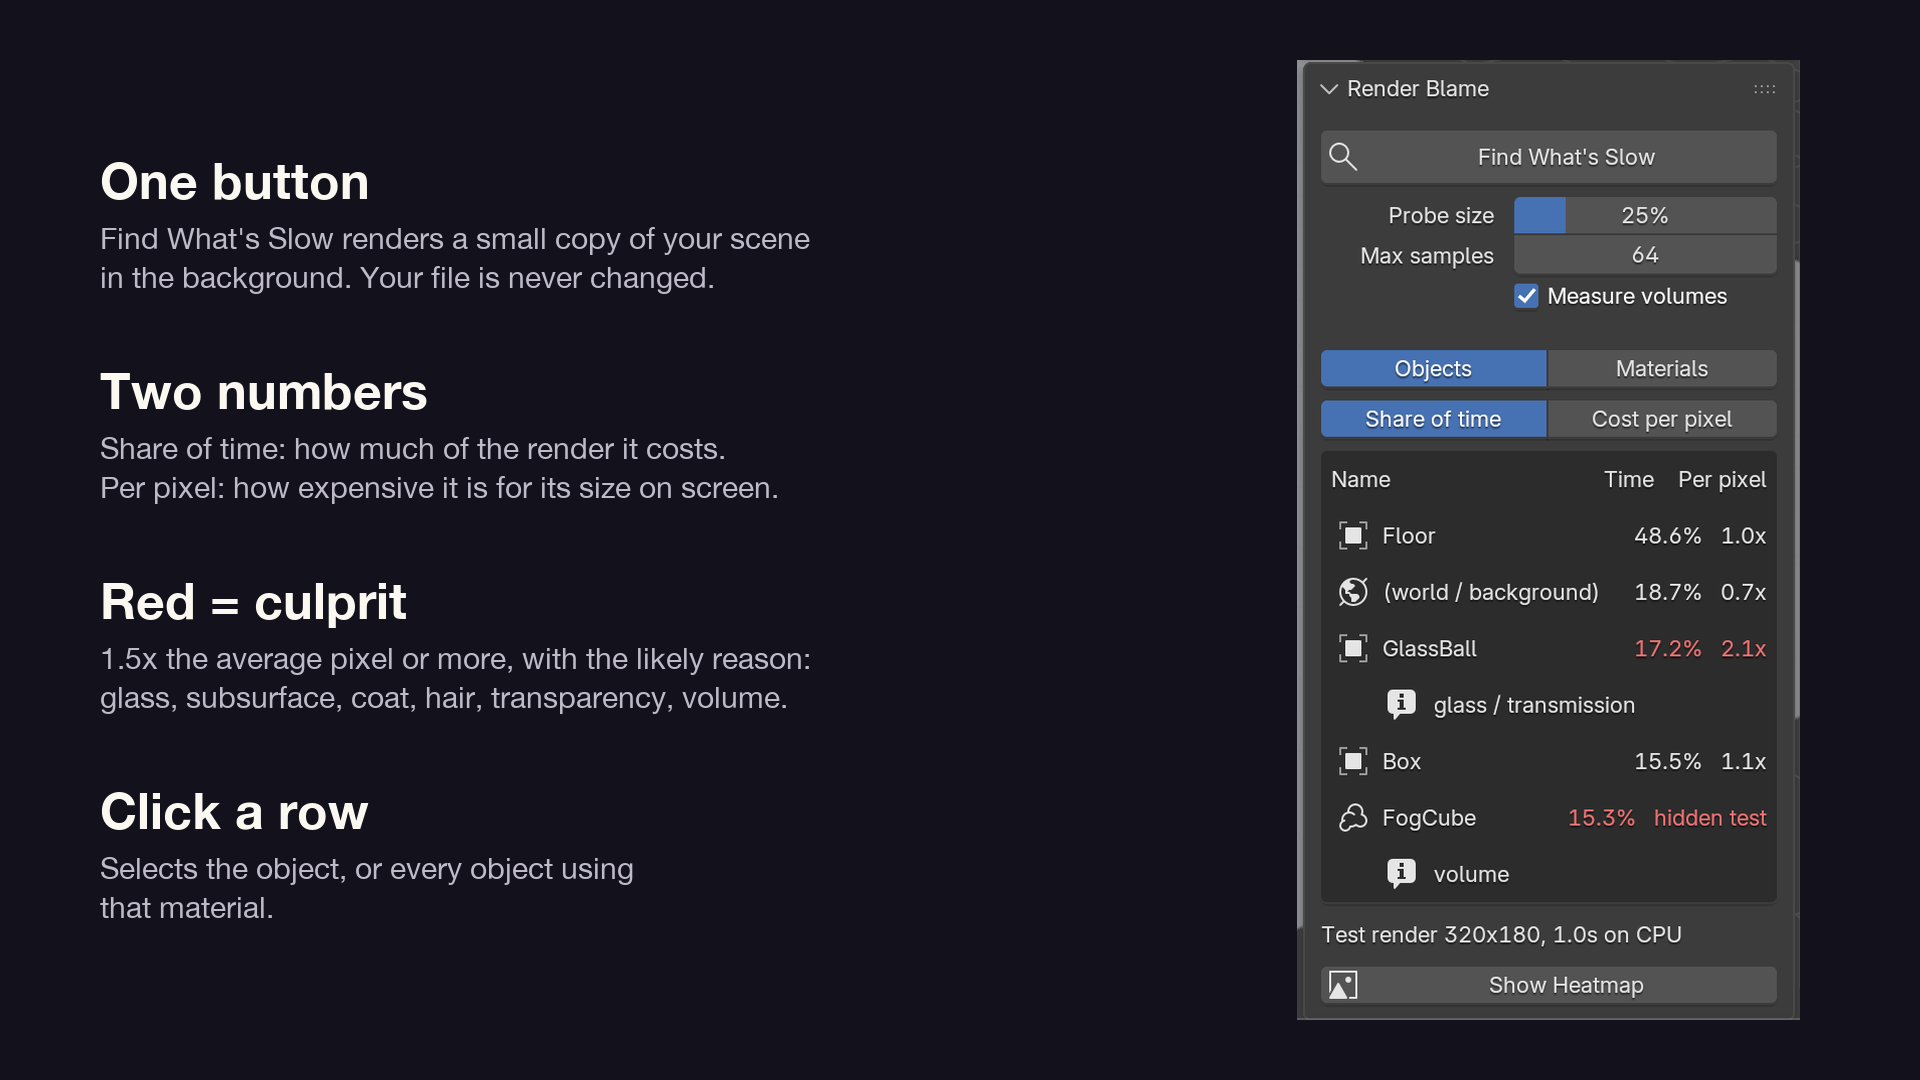 One button
Find What's Slow renders a small copy of your scene
in the background. Your file is never changed.
Two numbers
Share of time: how much of the render it costs.
Per pixel: how expensive it is for its size on screen.
Red = culprit
1.5x the average pixel or more, with the likely reason:
glass, subsurface, coat, hair, transparency, volume.
Click a row
Selects the object, or every object using
that material.
Render Blame
Find What's Slow
Probe size 25%
Max samples 64
Measure volumes
Objects Materials
Share of time Cost per pixel
Name Time Per pixel
Floor 48.6% 1.0x
(world / background) 18.7% 0.7x
GlassBall 17.2% 2.1x
glass / transmission
Box 15.5% 1.1x
FogCube 15.3% hidden test
volume
Test render 320x180, 1.0s on CPU
Show Heatmap